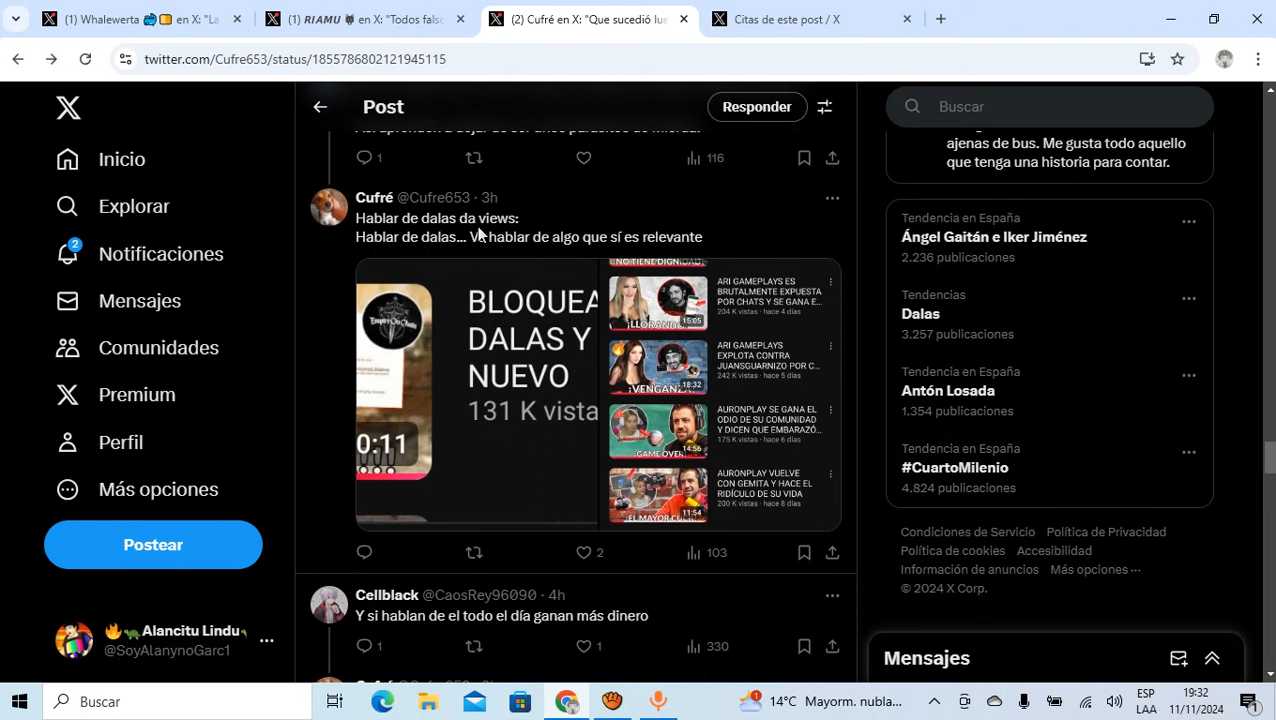 (2) Whalewerta en X: "La
(1) RIAMU en X: "Todos fals
(2) Cufré en X: "Que sucedió lue
Citas de este post / X
twitter.com/Cufre653/status/1855786802121945115
Inicio
Explorar
2
Notificaciones
Mensajes
Comunidades
Premium
Perfil
Más opciones
Postear
Alancitu Lindu
@SoyAlanynoGarc1
Post
Responder
1
116
Cufré @Cufre653 · 3h
Hablar de dalas da views:
Hablar de dalas... V hablar de algo que sí es relevante
0:11
BLOQUEA
DALAS Y
NUEVO
131 K vista
NO TIENE DIGNIDAD
15:05
¡LLORANDO
ARI GAMEPLAYS ES
BRUTALMENTE EXPUESTA
POR CHATS Y SE GANA E...
204 K vistas · hace 4 días
18:32
¡VENGANZA
ARI GAMEPLAYS
EXPLOTA CONTRA
JUANSGUARNIZO POR C...
242 K vistas · hace 5 días
14:56
¡GAME OVER
AURONPLAY SE GANA EL
ODIO DE SU COMUNIDAD
Y DICEN QUE EMBARAZÓ...
175 K vistas · hace 6 días
11:54
¡EL MAYOR
AURONPLAY VUELVE
CON GEMITA Y HACE EL
RIDÍCULO DE SU VIDA
200 K vistas · hace 8 días
2
103
Cellblack @CaosRey96090 · 4h
Y si hablan de el todo el día ganan más dinero
1
1
330
Buscar
ajenas de bus. Me gusta todo aquello
que tenga una historia para contar.
Tendencia en España
Ángel Gaitán e Iker Jiménez
2.236 publicaciones
Tendencias
Dalas
3.257 publicaciones
Tendencia en España
Antón Losada
1.354 publicaciones
Tendencia en España
#CuartoMilenio
4.824 publicaciones
Condiciones de Servicio Política de Privacidad
Política de cookies Accesibilidad
Información de anuncios Más opciones ···
© 2024 X Corp.
Mensajes
Buscar
1
14°C Mayorm. nubla...
ESP
LAA
9:32
11/11/2024
1